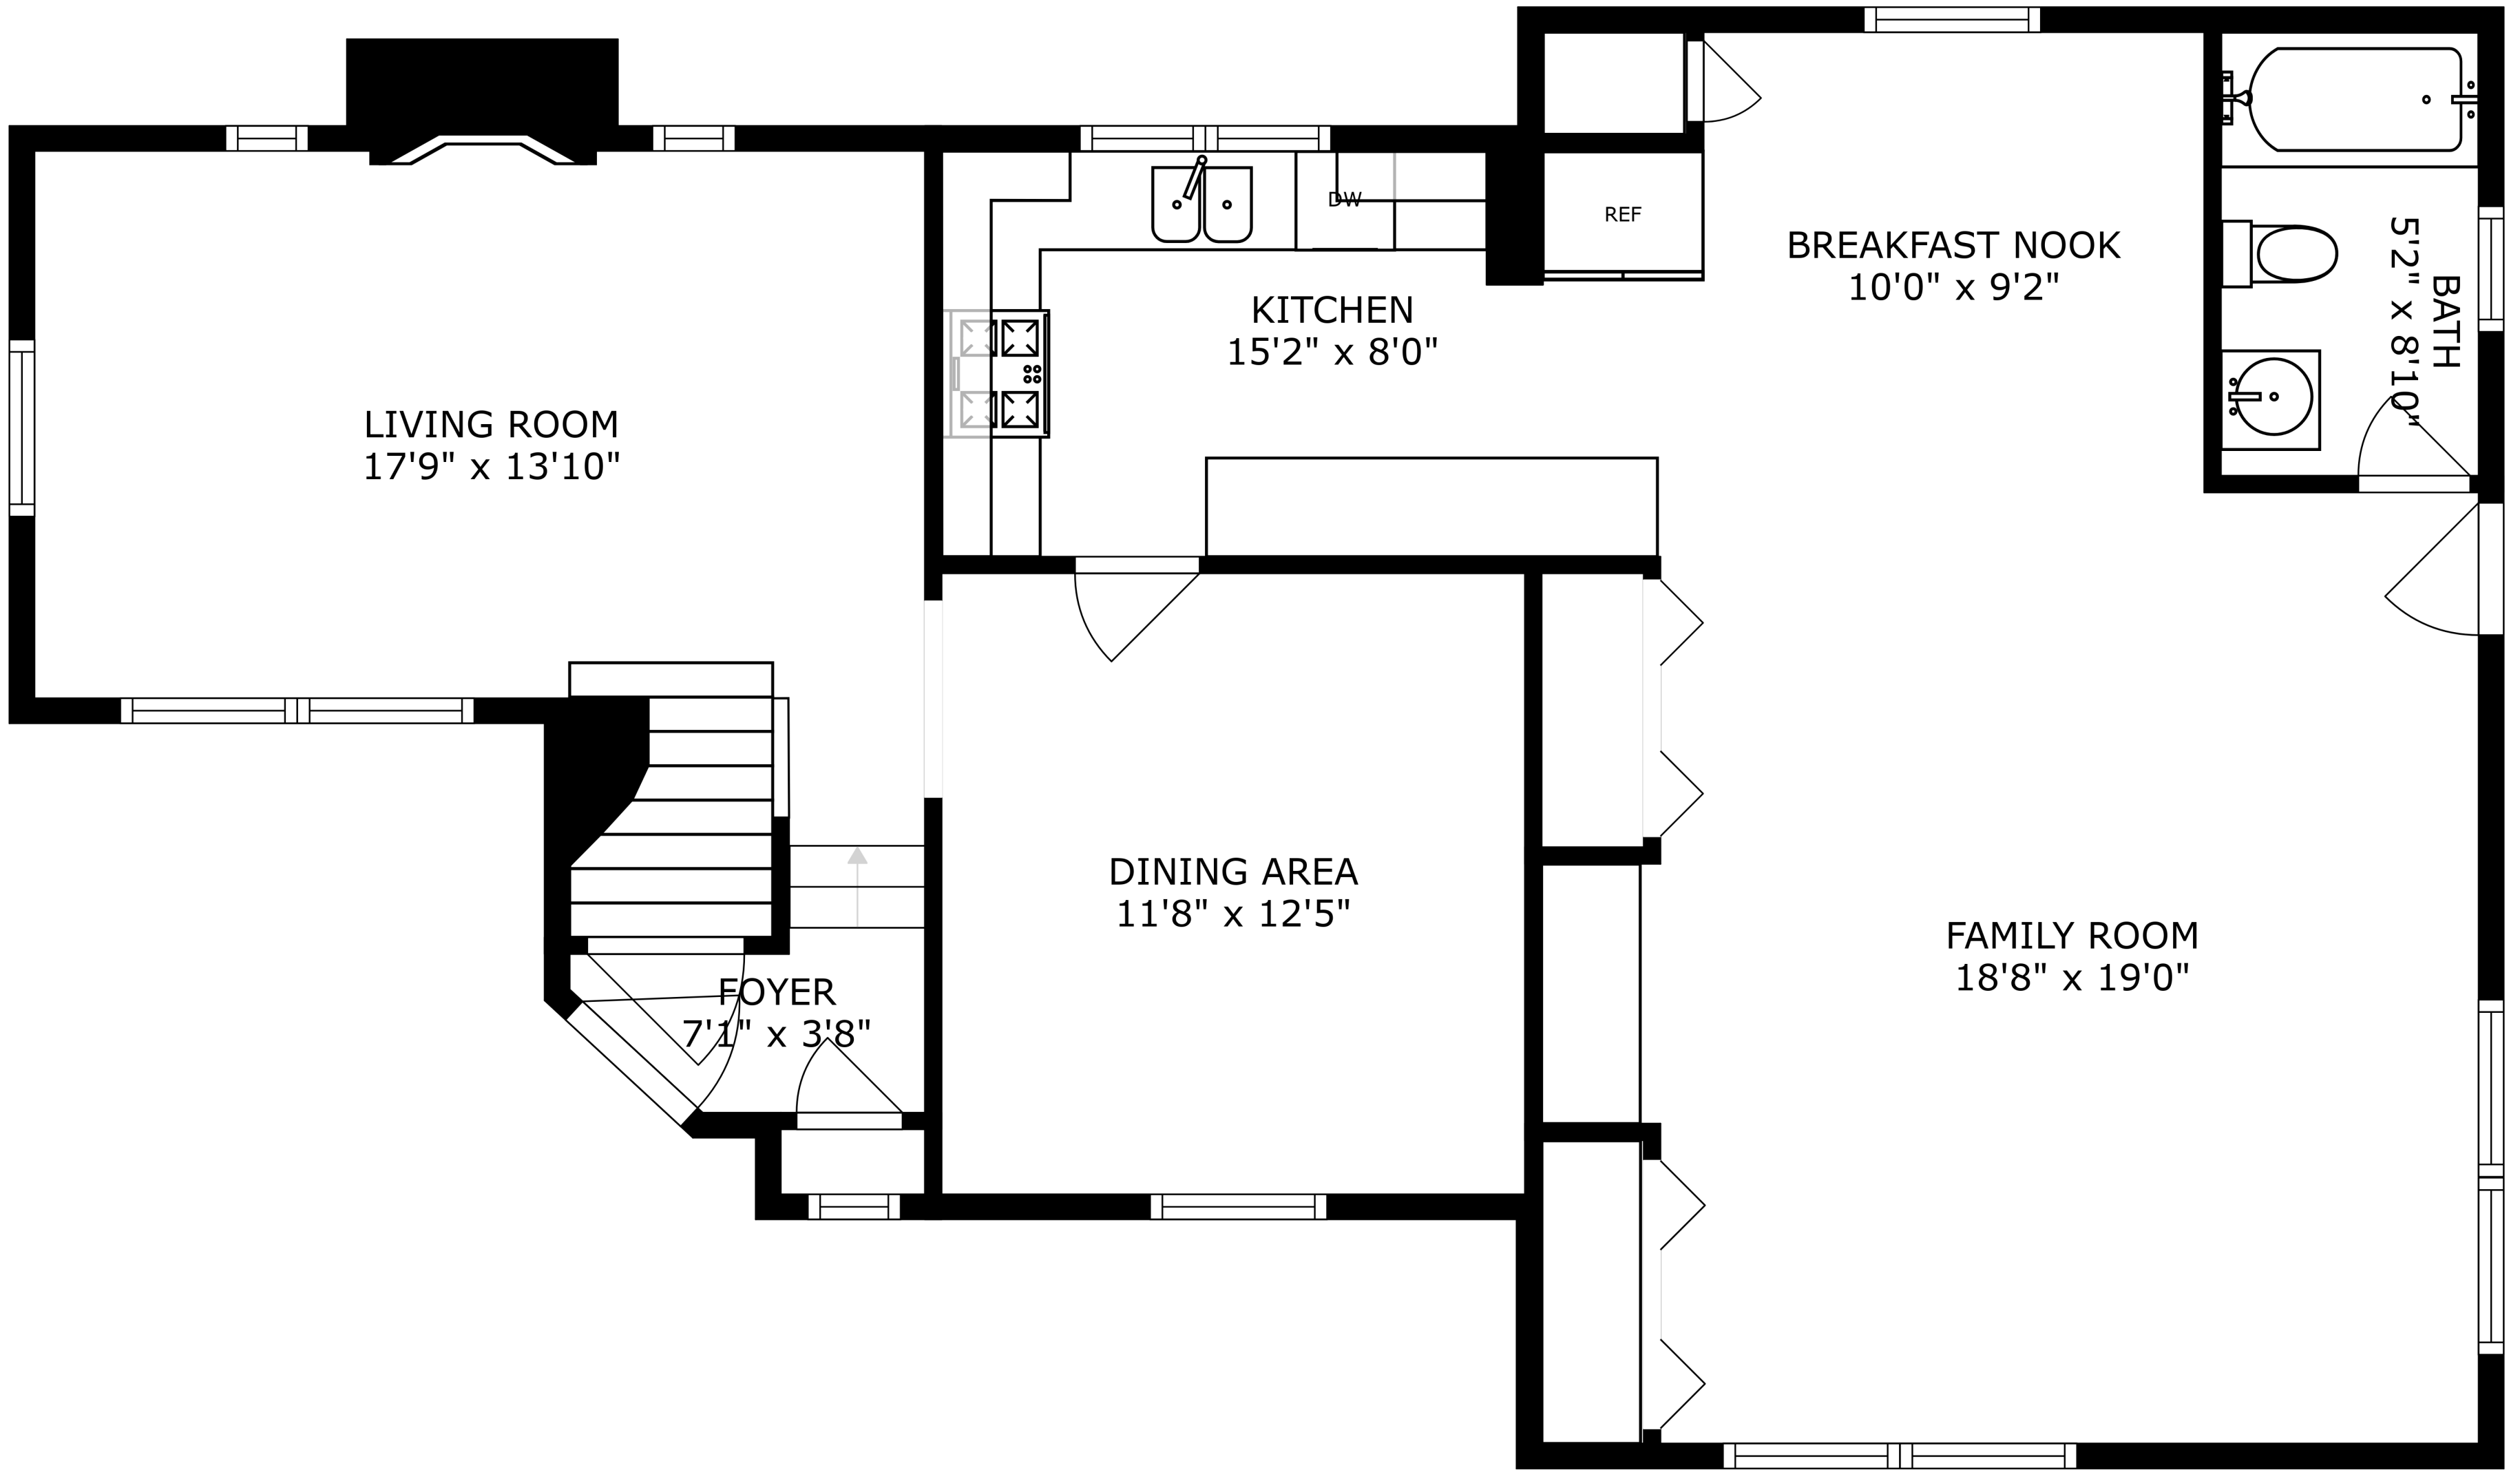 LIVING ROOM
17'9" x 13'10"
KITCHEN
15'2" x 8'0"
DW
REF
BREAKFAST NOOK
10'0" x 9'2"
BATH
5'2" x 8'10"
DINING AREA
11'8" x 12'5"
FOYER
7'1" x 3'8"
FAMILY ROOM
18'8" x 19'0"